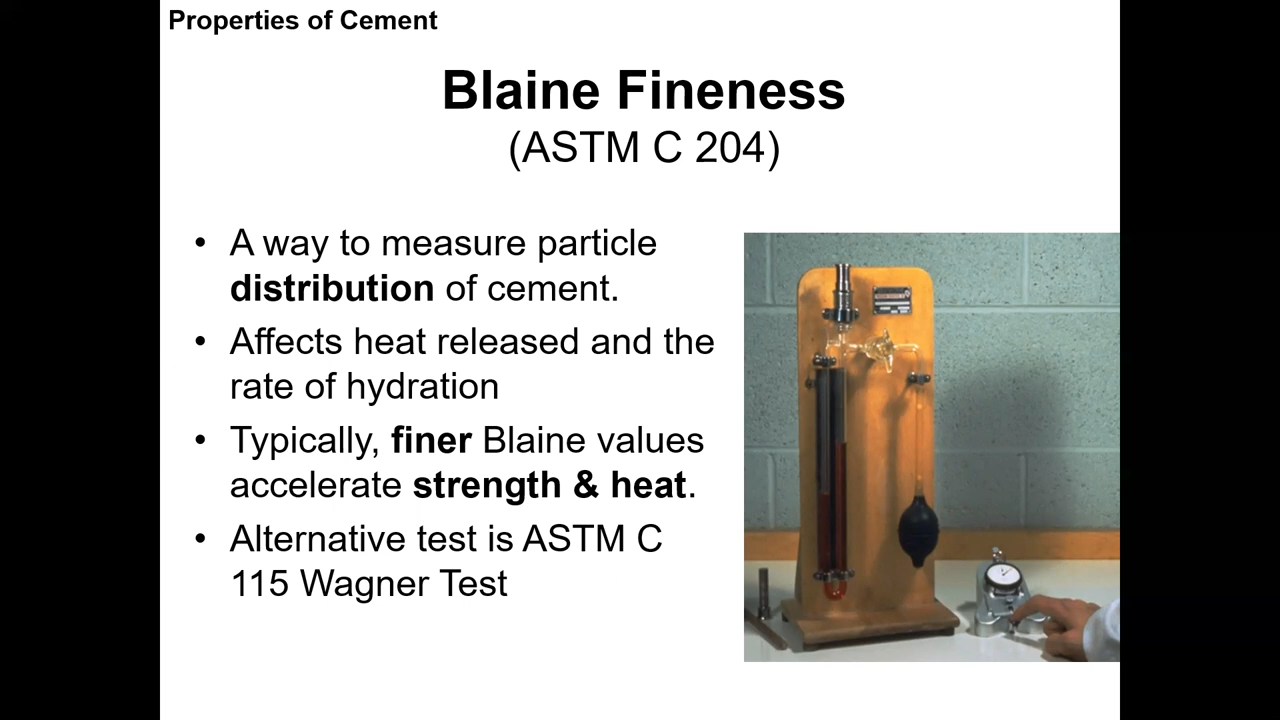 Properties of Cement
Blaine Fineness
(ASTM C 204)
• A way to measure particle
distribution of cement.
• Affects heat released and the
rate of hydration
• Typically, finer Blaine values
accelerate strength & heat.
• Alternative test is ASTM C
115 Wagner Test